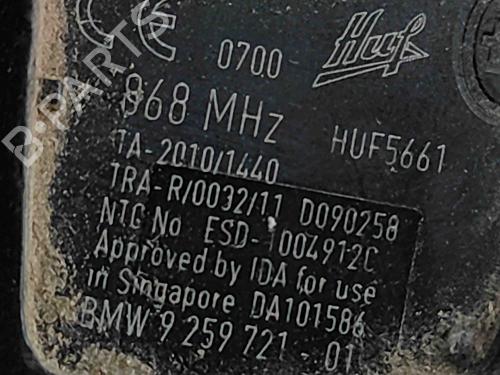 CE 0700 Huf
868 MHz HUF5661
TA-2010/1440
TRA-R/0032/11 D090258
NTC No ESD-1004912C
Approved by IDA for use
in Singapore DA101586
BMW 9 259 721 - 01
B-PARTS